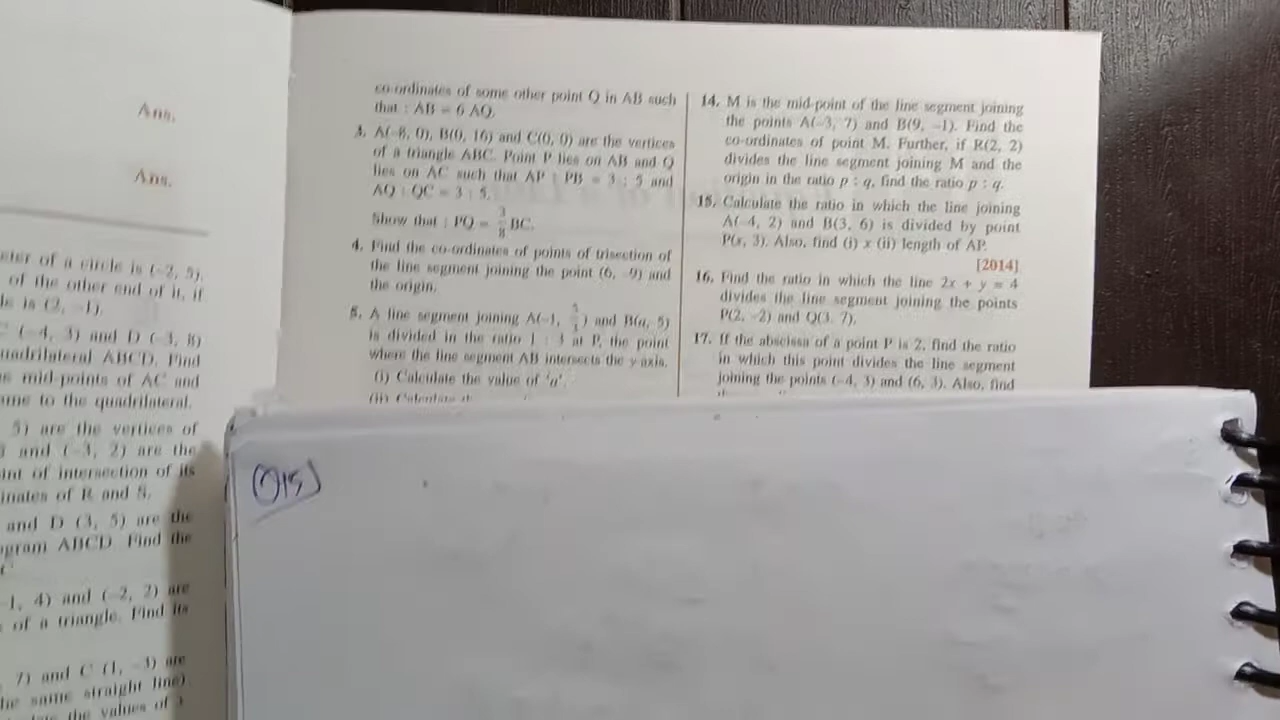 Ans.
Ans.
of a circle is (-2, 5).
of the other end of it, if
is (2, -1).
(-4, 3) and D (-3, 8)
quadrilateral ABCD. Find
mid-points of AC and
to the quadrilateral.
5) are the vertices of
and (-3, 2) are the
of intersection of its
of R and S.
and D (3, 5) are the
ABCD. Find the
4) and (-2, 2) are
of a triangle. Find its
7) and C (1, -3) are
same straight line)
the values of
co-ordinates of some other point Q in AB such
that : AB = 6 AQ.
3. A(-8, 0), B(0, 16) and C(0, 0) are the vertices
of a triangle ABC. Point P lies on AB and Q
lies on AC such that AP : PB = 3 : 5 and
AQ : QC = 3 : 5.
Show that : PQ = 3/8 BC.
4. Find the co-ordinates of points of trisection of
the line segment joining the point (6, -9) and
the origin.
5. A line segment joining A(-1, 5/3) and B(a, 5)
is divided in the ratio 1 : 3 at P, the point
where the line segment AB intersects the y-axis.
(i) Calculate the value of 'a'.
(ii) Calculate
14. M is the mid-point of the line segment joining
the points A(-3, 7) and B(9, -1). Find the
co-ordinates of point M. Further, if R(2, 2)
divides the line segment joining M and the
origin in the ratio p : q, find the ratio p : q.
15. Calculate the ratio in which the line joining
A(-4, 2) and B(3, 6) is divided by point
P(x, 3). Also, find (i) x (ii) length of AP.
[2014]
16. Find the ratio in which the line 2x + y = 4
divides the line segment joining the points
P(2, -2) and Q(3, 7).
17. If the abscissa of a point P is 2, find the ratio
in which this point divides the line segment
joining the points (-4, 3) and (6, 3). Also, find
Q15)